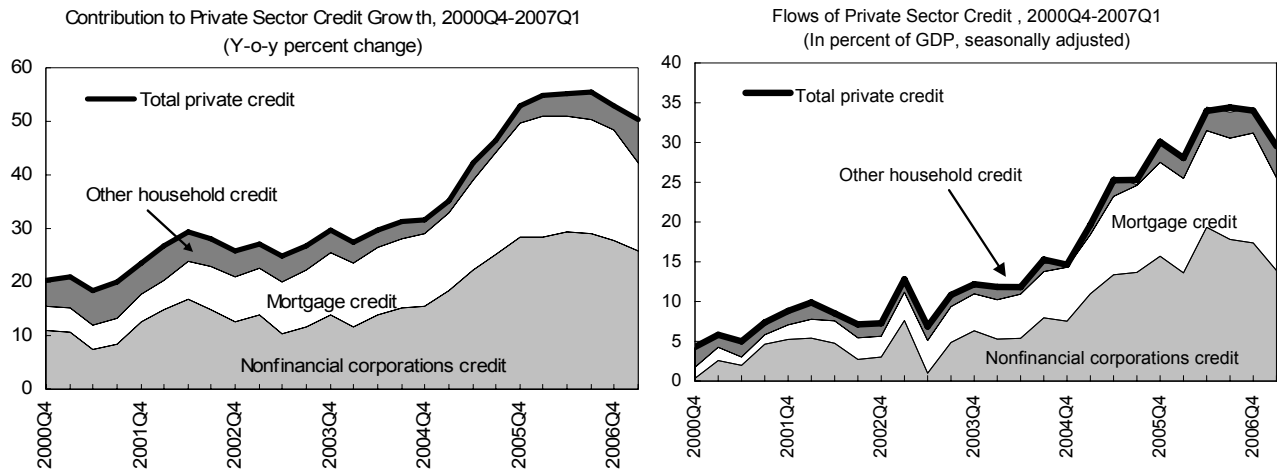 Contribution to Private Sector Credit Growth, 2000Q4-2007Q1
(Y-o-y percent change)
60
50
40
30
20
10
0
Total private credit
Other household credit
Mortgage credit
Nonfinancial corporations credit
2000Q4
2001Q4
2002Q4
2003Q4
2004Q4
2005Q4
2006Q4
Flows of Private Sector Credit , 2000Q4-2007Q1
(In percent of GDP, seasonally adjusted)
40
35
30
25
20
15
10
5
0
Total private credit
Other household credit
Mortgage credit
Nonfinancial corporations credit
2000Q4
2001Q4
2002Q4
2003Q4
2004Q4
2005Q4
2006Q4